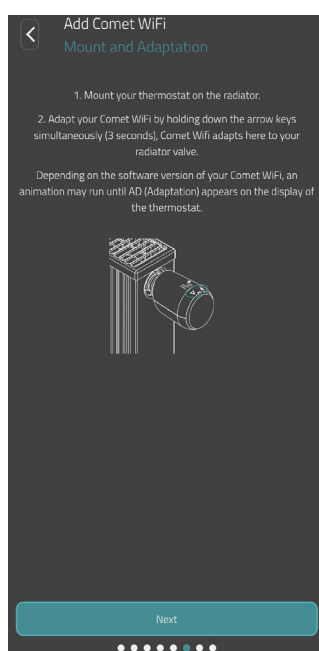 Add Comet WiFi
Mount and Adaptation
1. Mount your thermostat on the radiator.
2. Adapt your Comet WiFi by holding down the arrow keys
simultaneously (3 seconds), Comet Wifi adapts here to your
radiator valve.
Depending on the software version of your Comet WiFi, an
animation may run until AD (Adaptation) appears on the display of
the thermostat.
Next